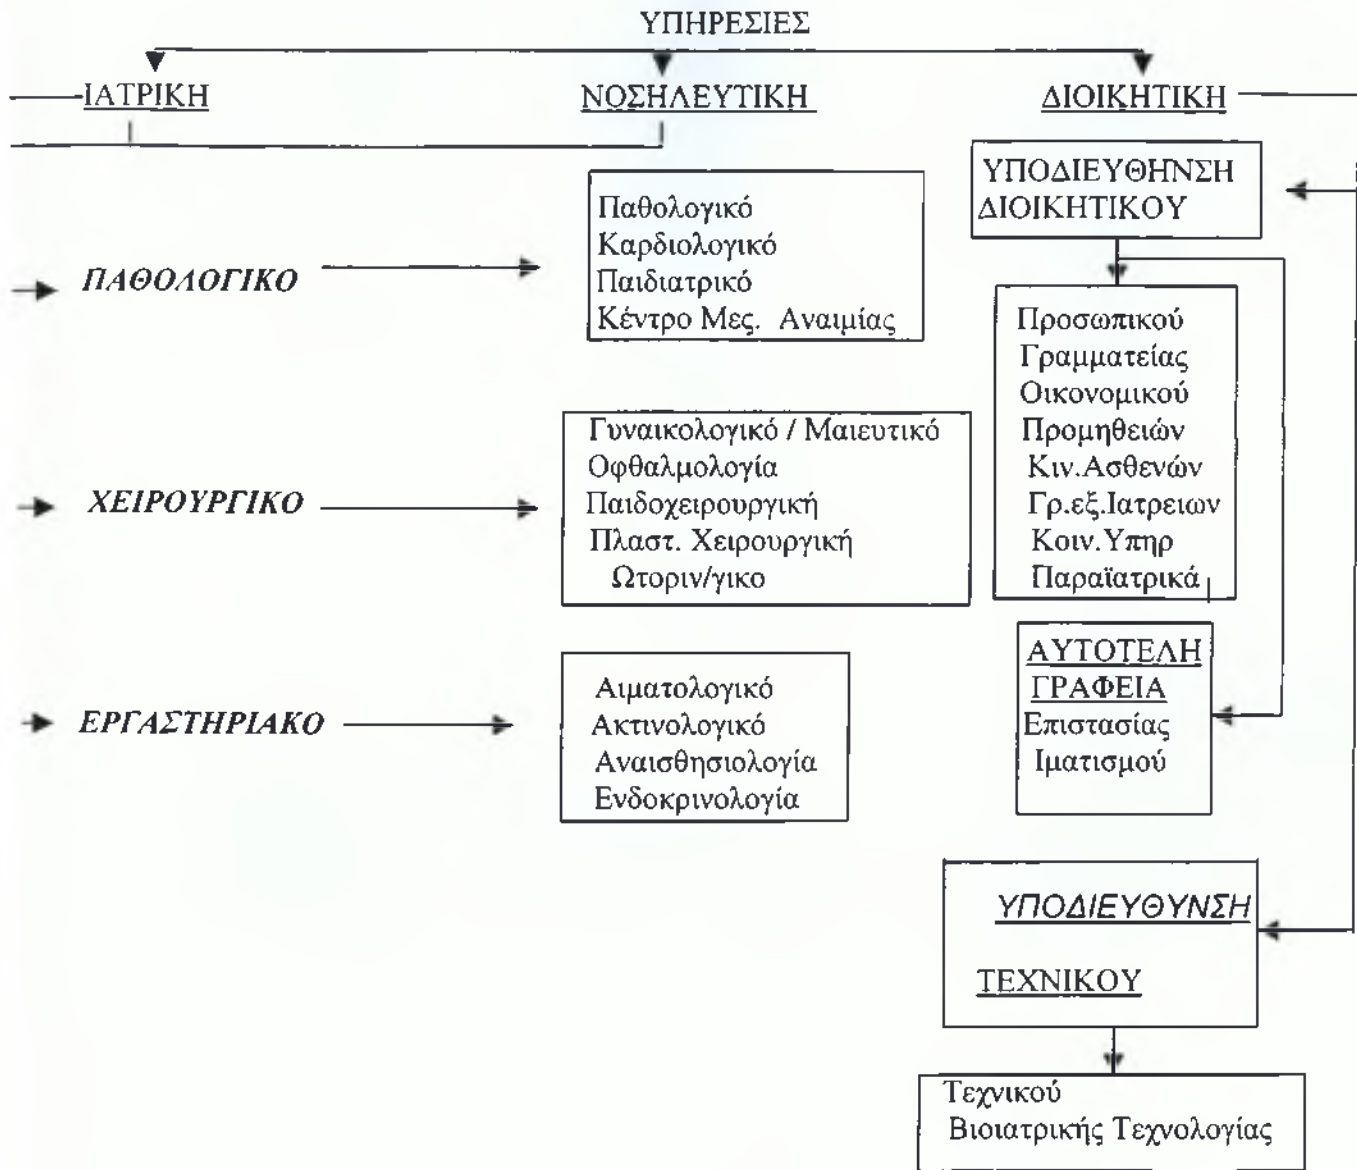 ΥΠΗΡΕΣΙΕΣ
ΙΑΤΡΙΚΗ
ΝΟΣΗΛΕΥΤΙΚΗ
ΔΙΟΙΚΗΤΙΚΗ
ΠΑΘΟΛΟΓΙΚΟ
Παθολογικό
Καρδιολογικό
Παιδιατρικό
Κέντρο Μες. Αναιμίας
ΧΕΙΡΟΥΡΓΙΚΟ
Γυναικολογικό / Μαιευτικό
Οφθαλμολογία
Παιδοχειρουργική
Πλαστ. Χειρουργική
Ωτοριν/γικο
ΕΡΓΑΣΤΗΡΙΑΚΟ
Αιματολογικό
Ακτινολογικό
Αναισθησιολογία
Ενδοκρινολογία
ΥΠΟΔΙΕΥΘΗΝΣΗ
ΔΙΟΙΚΗΤΙΚΟΥ
Προσωπικού
Γραμματείας
Οικονομικού
Προμηθειών
Κιν.Ασθενών
Γρ.εξ.Ιατρειων
Κοιν.Υπηρ
Παραϊατρικά
ΑΥΤΟΤΕΛΗ
ΓΡΑΦΕΙΑ
Επιστασίας
Ιματισμού
ΥΠΟΔΙΕΥΘΥΝΣΗ
ΤΕΧΝΙΚΟΥ
Τεχνικού
Βιοιατρικής Τεχνολογίας